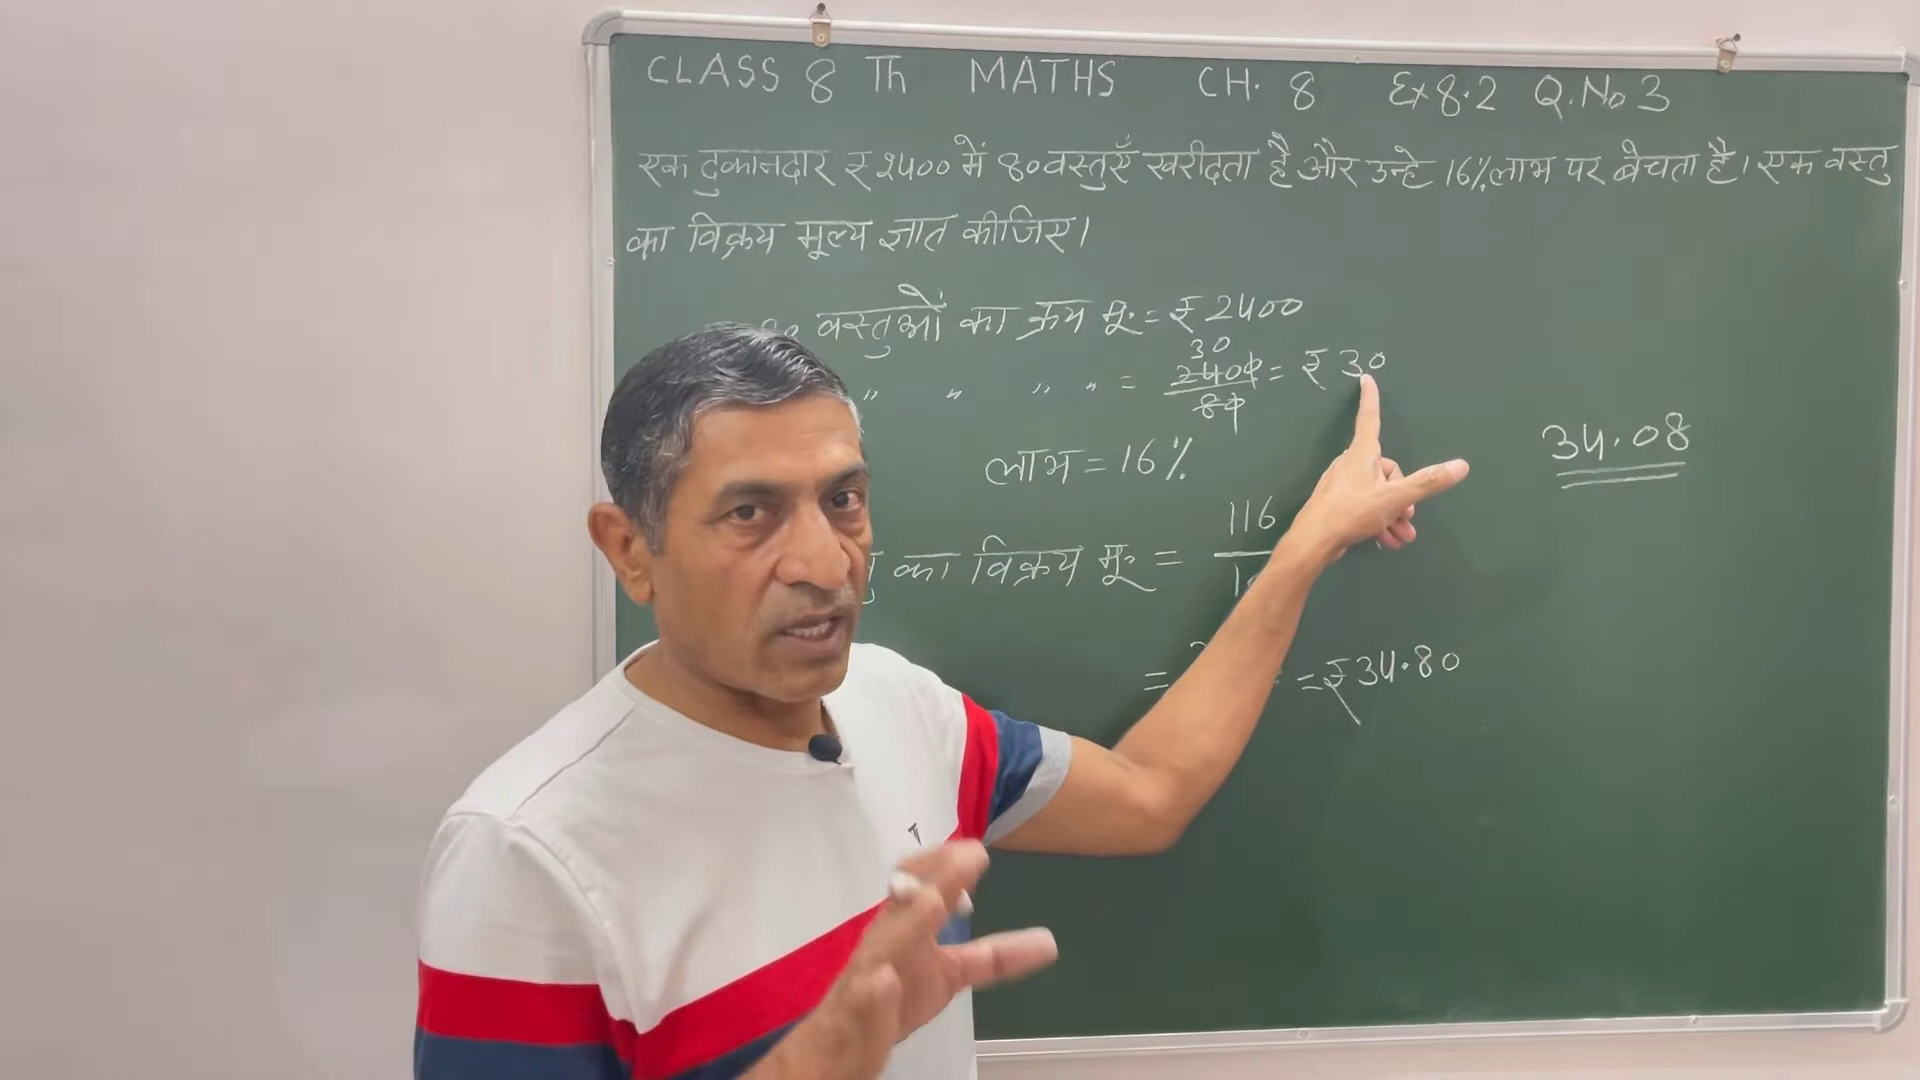 CLASS 8 Th MATHS CH. 8 Ex 8.2 Q.No 3
एक दुकानदार ₹ 2400 में 80 वस्तुएँ खरीदता है और उन्हे 16% लाभ पर बेचता है। एक वस्तु
का विक्रय मूल्य ज्ञात कीजिए।
वस्तुओं का क्रय मू॰ = ₹ 2400
30
" " " " = 2400/80 = ₹ 30
34.08
लाभ = 16%
का विक्रय मू॰ = 116
= = ₹ 34.80